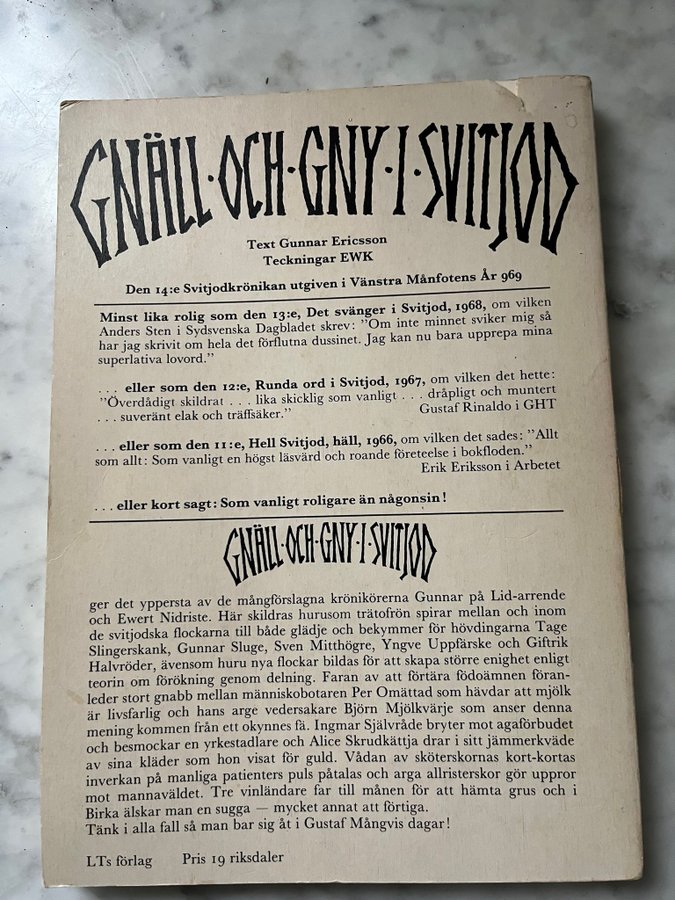 GNÄLL·OCH·GNY·I·SVITJOD
Text Gunnar Ericsson
Teckningar EWK
Den 14:e Svitjodkrönikan utgiven i Vänstra Månfotens År 969
Minst lika rolig som den 13:e, Det svänger i Svitjod, 1968, om vilken
Anders Sten i Sydsvenska Dagbladet skrev: ”Om inte minnet sviker mig så
har jag skrivit om hela det förflutna dussinet. Jag kan nu bara upprepa mina
superlativa lovord.”
. . . eller som den 12:e, Runda ord i Svitjod, 1967, om vilken det hette:
”Överdådigt skildrat . . . lika skicklig som vanligt . . . dråpligt och muntert
. . . suveränt elak och träffsäker.” Gustaf Rinaldo i GHT
. . . eller som den 11:e, Hell Svitjod, häll, 1966, om vilken det sades: ”Allt
som allt: Som vanligt en högst läsvärd och roande företeelse i bokfloden.”
Erik Eriksson i Arbetet
. . . eller kort sagt: Som vanligt roligare än någonsin!
GNÄLL·OCH·GNY·I·SVITJOD
ger det yppersta av de mångförslagna krönikörerna Gunnar på Lid-arrende
och Ewert Nidriste. Här skildras hurusom trätofrön spirar mellan och inom
de svitjodska flockarna till både glädje och bekymmer för hövdingarna Tage
Slingerskank, Gunnar Sluge, Sven Mitthögre, Yngve Uppfärske och Giftrik
Halvröder, ävensom huru nya flockar bildas för att skapa större enighet enligt
teorin om förökning genom delning. Faran av att förtära födoämnen föran-
leder stort gnabb mellan människobotaren Per Omättad som hävdar att mjölk
är livsfarlig och hans arge vedersakare Björn Mjölkvärje som anser denna
mening kommen från ett okynnes fä. Ingmar Självråde bryter mot agaförbudet
och besmockar en yrkestadlare och Alice Skrudkättja drar i sitt jämmerkväde
av sina kläder som hon visat för guld. Vådan av sköterskornas kort-kortas
inverkan på manliga patienters puls påtalas och arga allristerskor gör uppror
mot mannaväldet. Tre vinländare far till månen för att hämta grus och i
Birka älskar man en sugga — mycket annat att förtiga.
Tänk i alla fall så man bar sig åt i Gustaf Mångvis dagar!
LTs förlag Pris 19 riksdaler